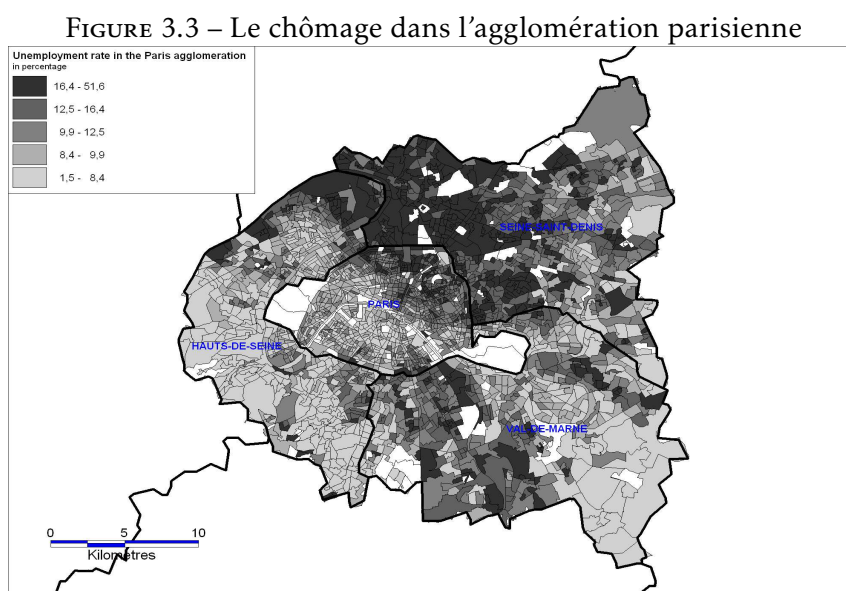 FIGURE 3.3 – Le chômage dans l'agglomération parisienne
Unemployment rate in the Paris agglomeration
in percentage
16,4 - 51,6
12,5 - 16,4
9,9 - 12,5
8,4 - 9,9
1,5 - 8,4
SEINE-SAINT-DENIS
PARIS
HAUTS-DE-SEINE
VAL-DE-MARNE
0 5 10
Kilométres